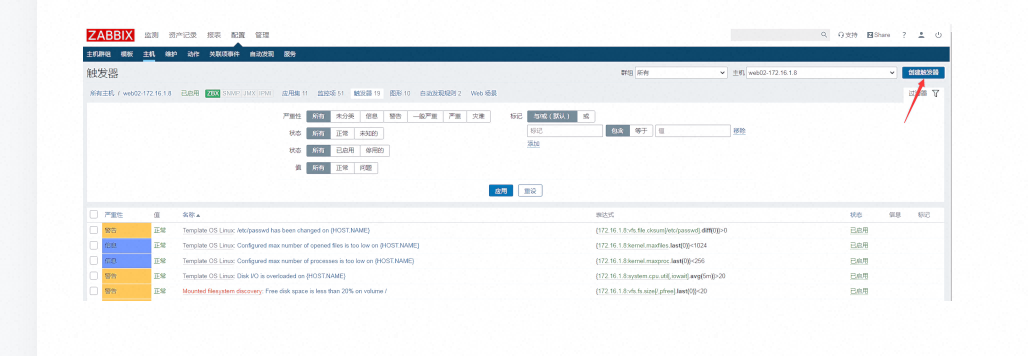 ZABBIX 监测 资产记录 报表 配置 管理 支持 Share ?
主机群组 模板 主机 维护 动作 关联项事件 自动发现 服务
触发器 群组 所有 主机 web02-172.16.1.8 创建触发器
所有主机 / web02-172.16.1.8 已启用 ZBX SNMP JMX IPMI 应用集 11 监控项 51 触发器 19 图形 10 自动发现规则 2 Web 场景
严重性 所有 未分类 信息 警告 一般严重 严重 灾难 标记 与/或（默认） 或
状态 所有 正常 未知的 标记 包含 等于 值 移除
状态 所有 已启用 停用的 添加
值 所有 正常 问题
应用 重设
严重性 值 名称 表达式 状态 信息 标记
警告 正常 Template OS Linux: /etc/passwd has been changed on {HOST.NAME} {172.16.1.8:vfs.file.cksum[/etc/passwd].diff(0)}>0 已启用
信息 正常 Template OS Linux: Configured max number of opened files is too low on {HOST.NAME} {172.16.1.8:kernel.maxfiles.last(0)}<1024 已启用
信息 正常 Template OS Linux: Configured max number of processes is too low on {HOST.NAME} {172.16.1.8:kernel.maxproc.last(0)}<256 已启用
警告 正常 Template OS Linux: Disk I/O is overloaded on {HOST.NAME} {172.16.1.8:system.cpu.util[,iowait].avg(5m)}>20 已启用
警告 正常 Mounted filesystem discovery: Free disk space is less than 20% on volume / {172.16.1.8:vfs.fs.size[/,pfree].last(0)}<20 已启用